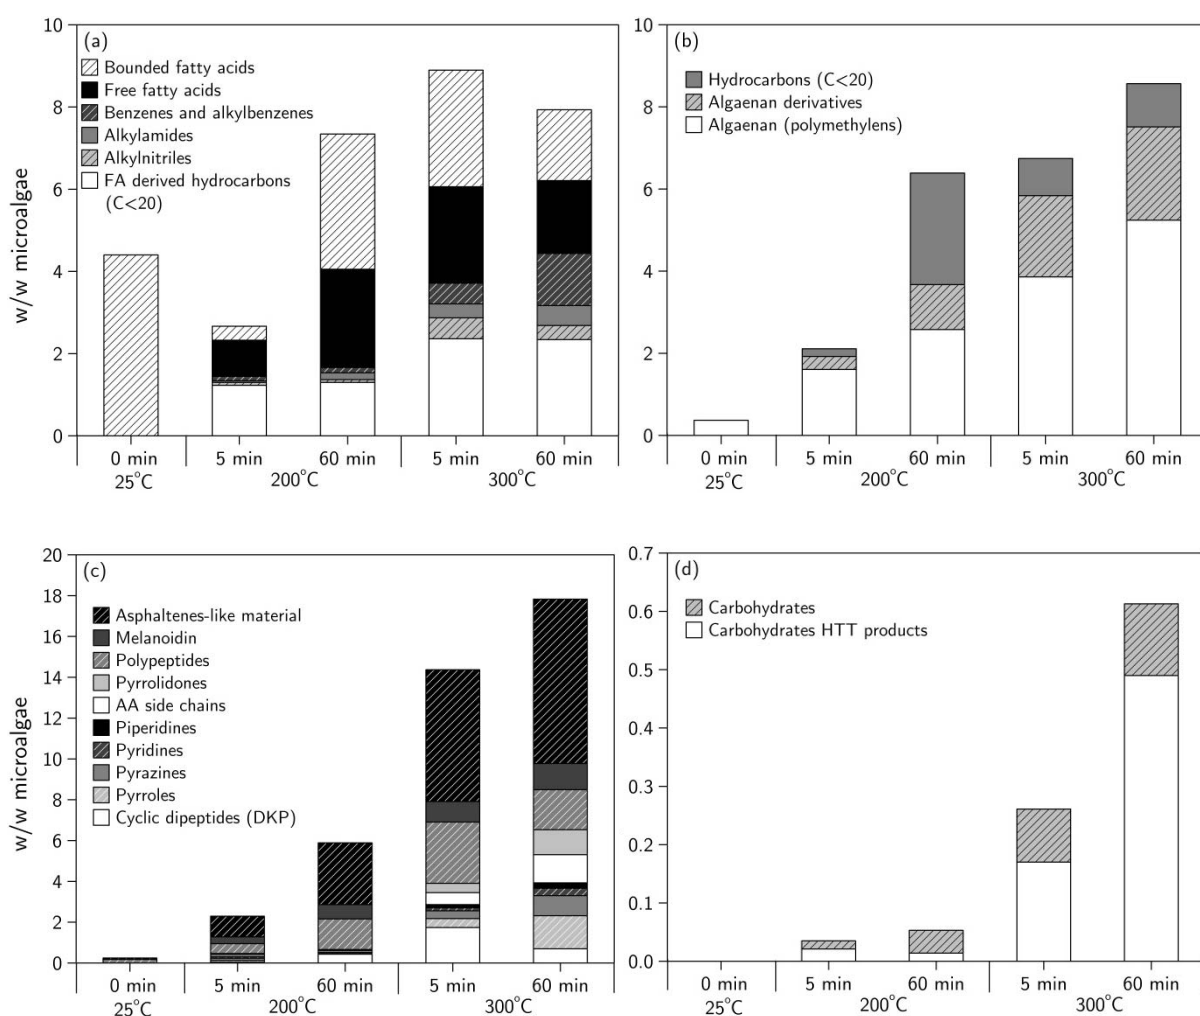 (a)
Bounded fatty acids
Free fatty acids
Benzenes and alkylbenzenes
Alkylamides
Alkylnitriles
FA derived hydrocarbons
(C<20)
w/w microalgae
10
8
6
4
2
0
0 min 5 min 60 min 5 min 60 min
25°C 200°C 300°C
(b)
Hydrocarbons (C<20)
Algaenan derivatives
Algaenan (polymethylens)
10
8
6
4
2
0
0 min 5 min 60 min 5 min 60 min
25°C 200°C 300°C
(c)
Asphaltenes-like material
Melanoidin
Polypeptides
Pyrrolidones
AA side chains
Piperidines
Pyridines
Pyrazines
Pyrroles
Cyclic dipeptides (DKP)
w/w microalgae
20
18
16
14
12
10
8
6
4
2
0
0 min 5 min 60 min 5 min 60 min
25°C 200°C 300°C
(d)
Carbohydrates
Carbohydrates HTT products
0.7
0.6
0.5
0.4
0.3
0.2
0.1
0.0
0 min 5 min 60 min 5 min 60 min
25°C 200°C 300°C